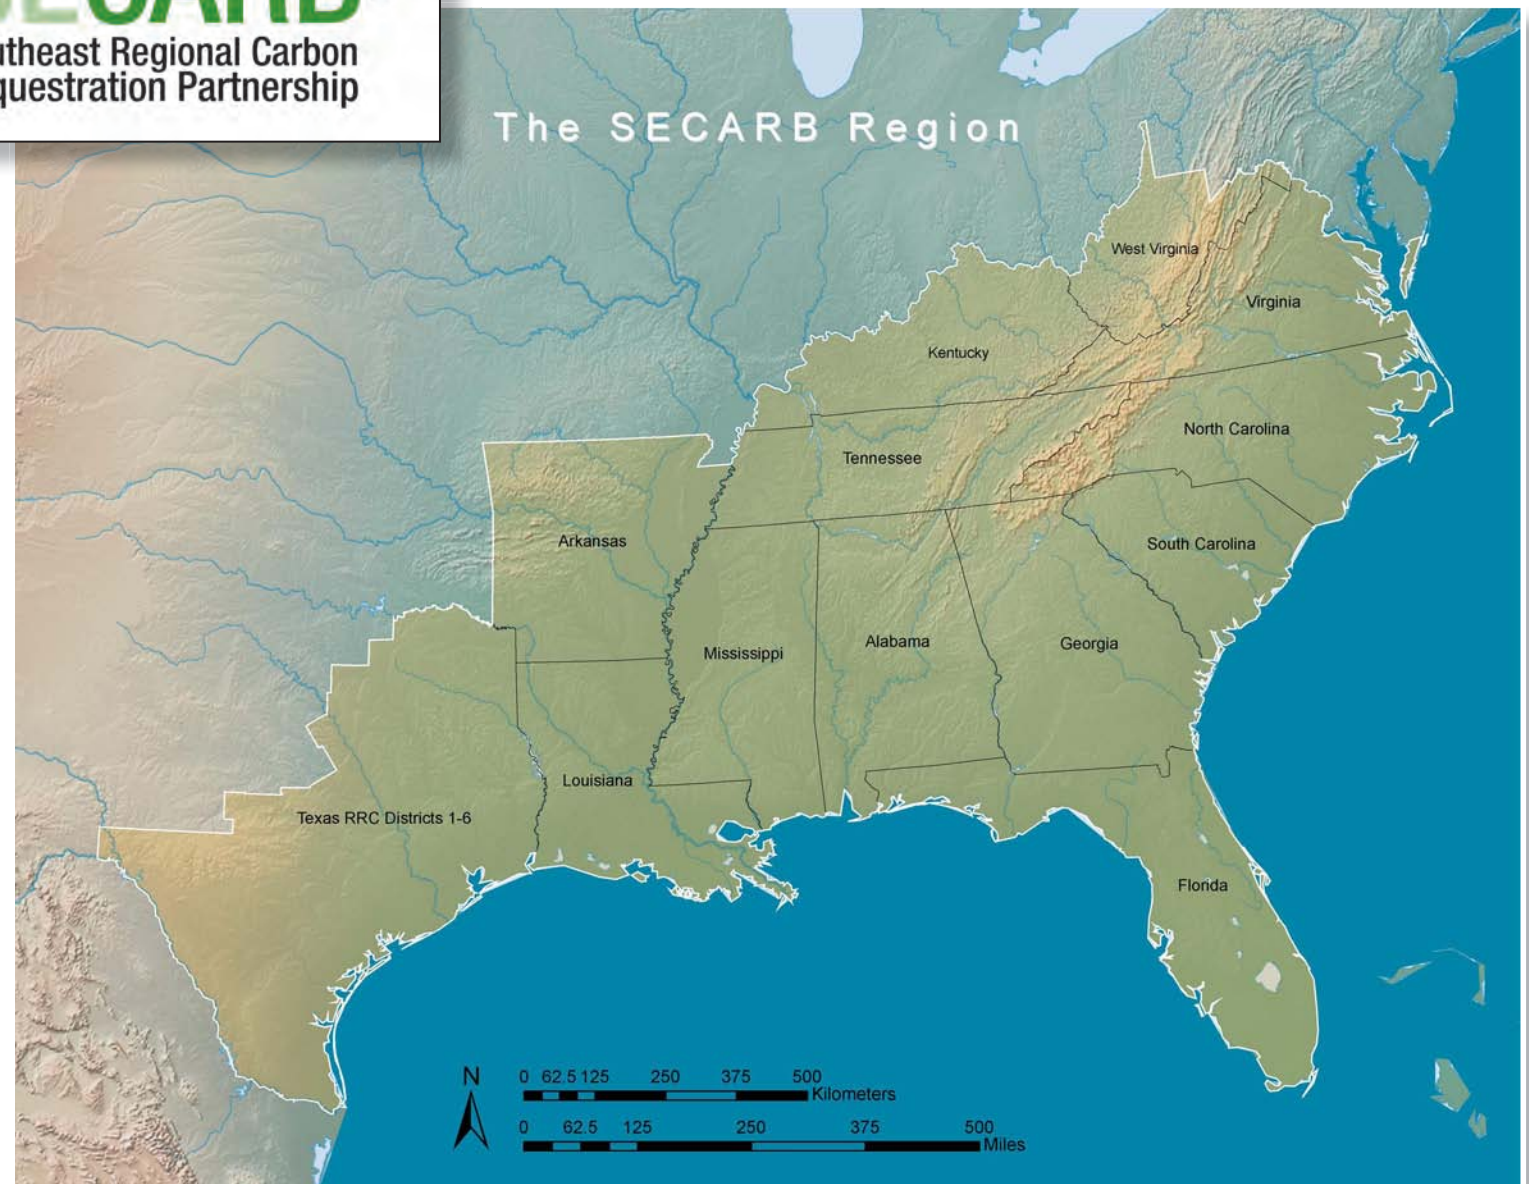 SECARB
utheast Regional Carbon
questration Partnership
The SECARB Region
West Virginia
Virginia
Kentucky
North Carolina
Tennessee
Arkansas
South Carolina
Mississippi
Alabama
Georgia
Louisiana
Texas RRC Districts 1-6
Florida
N
0 62.5 125 250 375 500
Kilometers
0 62.5 125 250 375 500
Miles